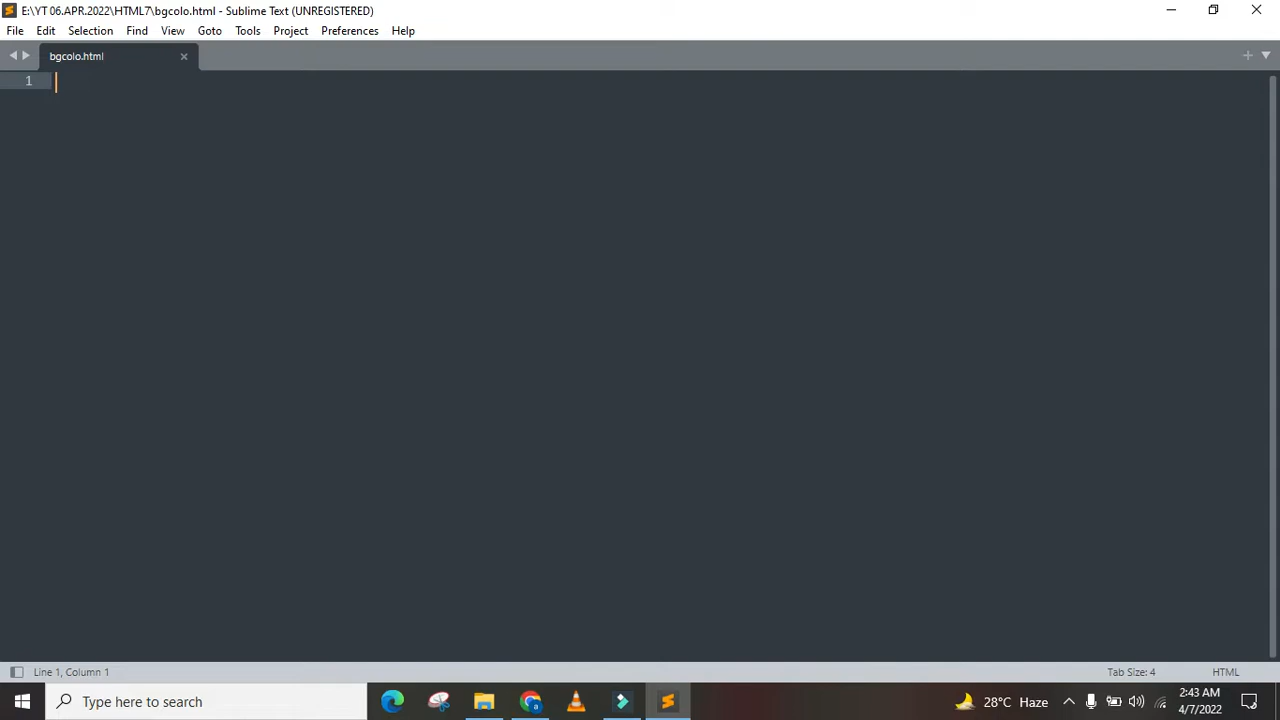 E:\YT 06.APR.2022\HTML7\bgcolo.html - Sublime Text (UNREGISTERED)
File Edit Selection Find View Goto Tools Project Preferences Help
bgcolo.html
1
Line 1, Column 1 Tab Size: 4 HTML
Type here to search 28°C Haze 2:43 AM
4/7/2022